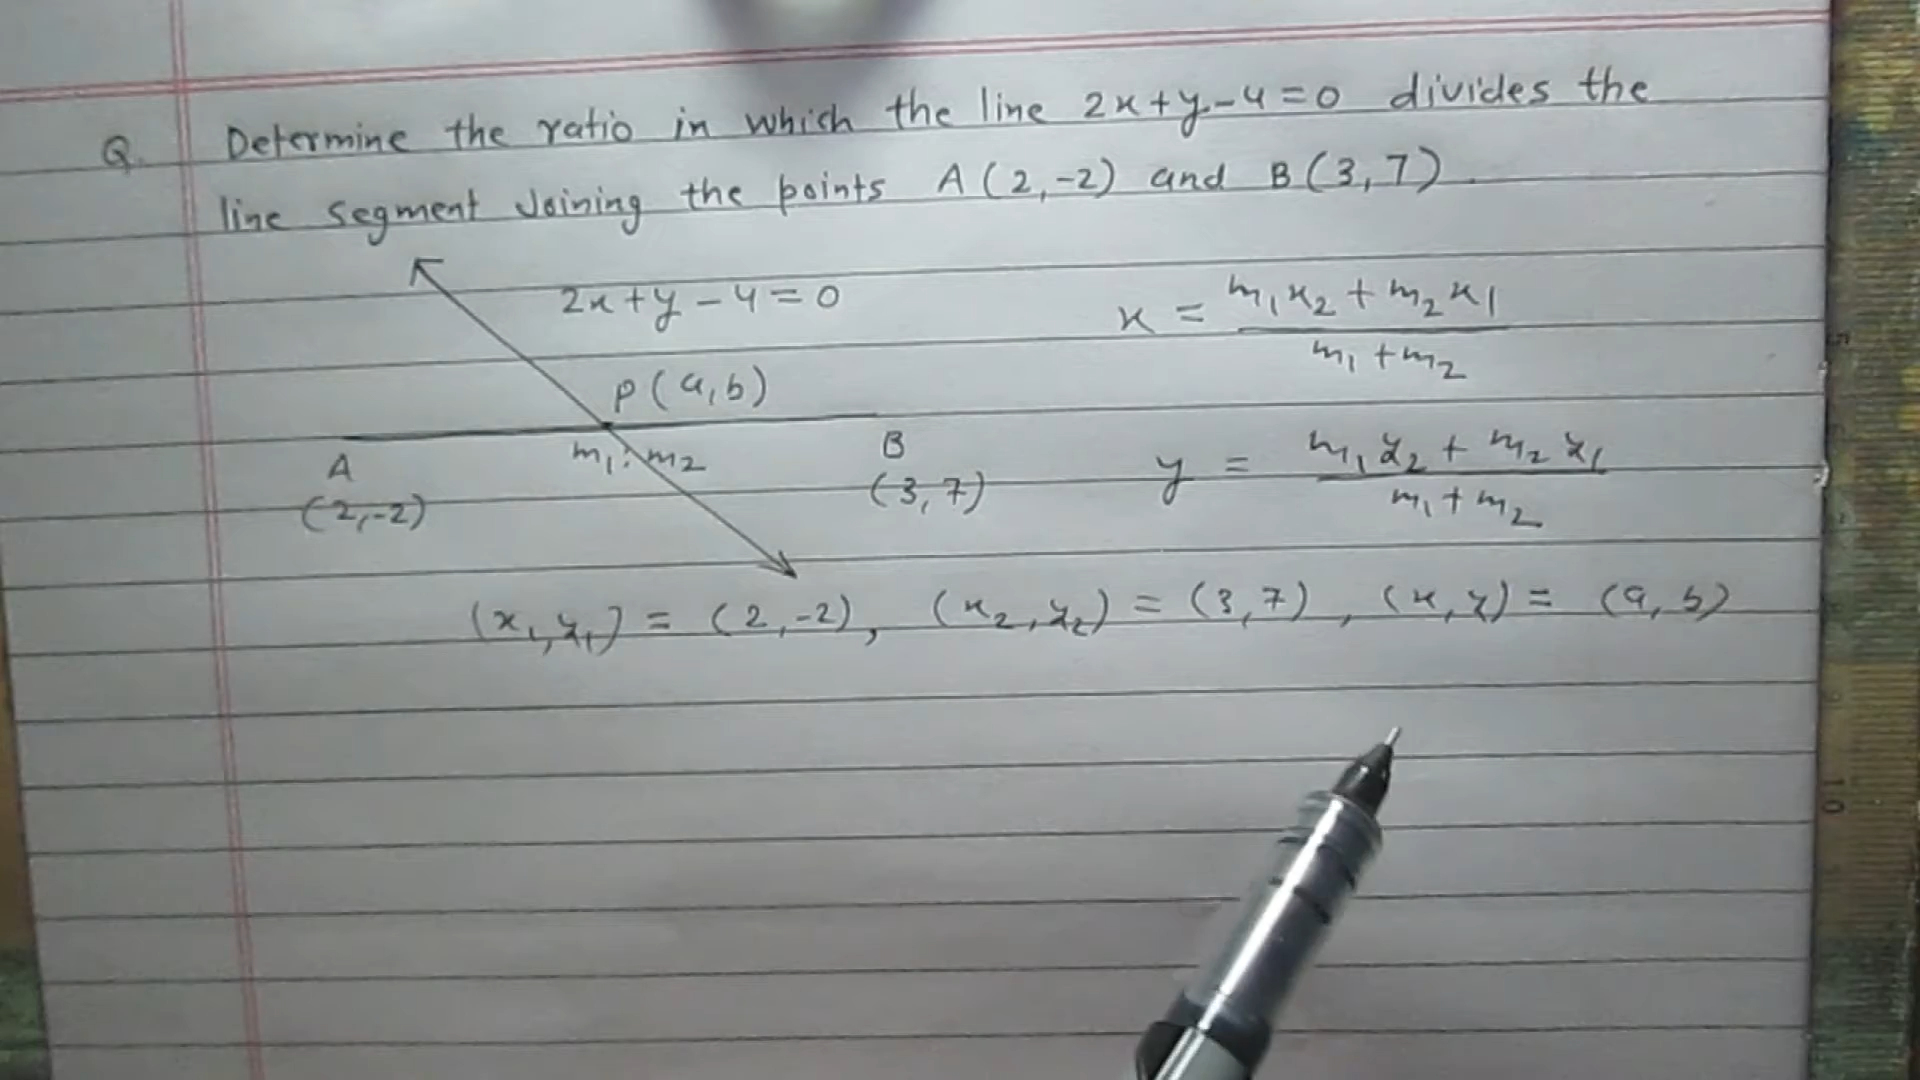 Q. Determine the ratio in which the line 2x+y-4=0 divides the
line segment Joining the points A(2,-2) and B(3,7).
2x+y-4=0
x = m₁x₂ + m₂x₁
m₁+m₂
P(a,b)
m₁:m₂
A
B
(2,-2)
(3,7)
y = m₁y₂ + m₂y₁
m₁+m₂
(x₁,y₁) = (2,-2), (x₂,y₂) = (3,7), (x,y) = (a,b)
10